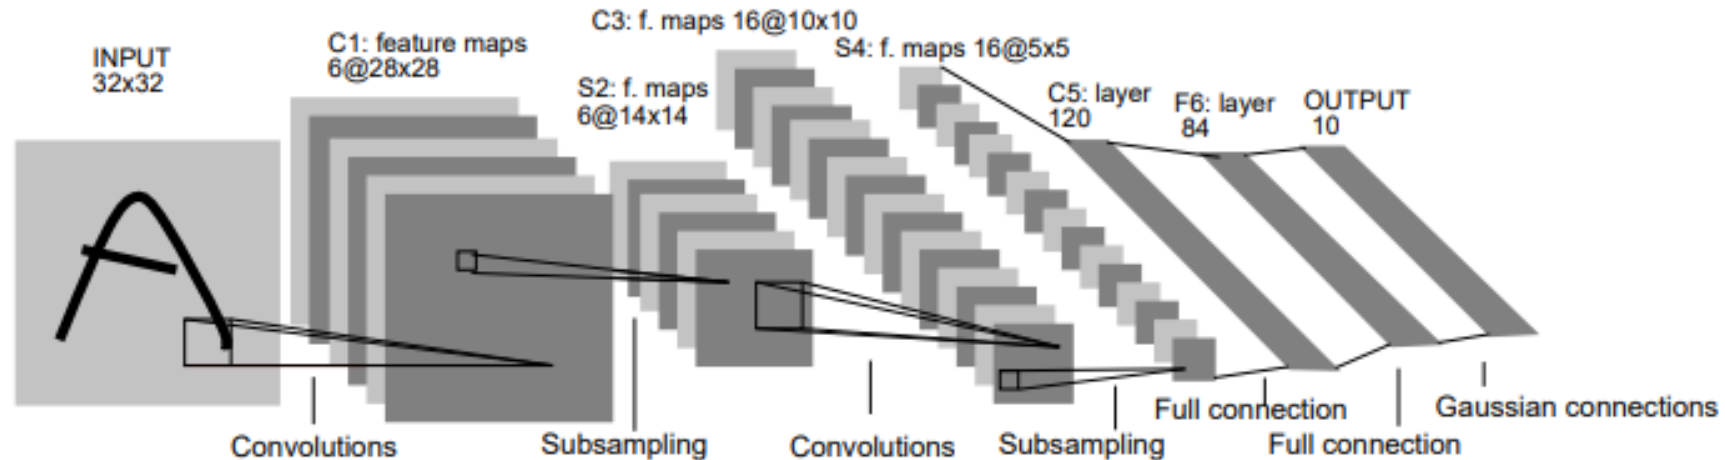 INPUT
32x32
C1: feature maps
6@28x28
S2: f. maps
6@14x14
C3: f. maps 16@10x10
S4: f. maps 16@5x5
C5: layer
120
F6: layer
84
OUTPUT
10
Convolutions
Subsampling
Convolutions
Subsampling
Full connection
Full connection
Gaussian connections